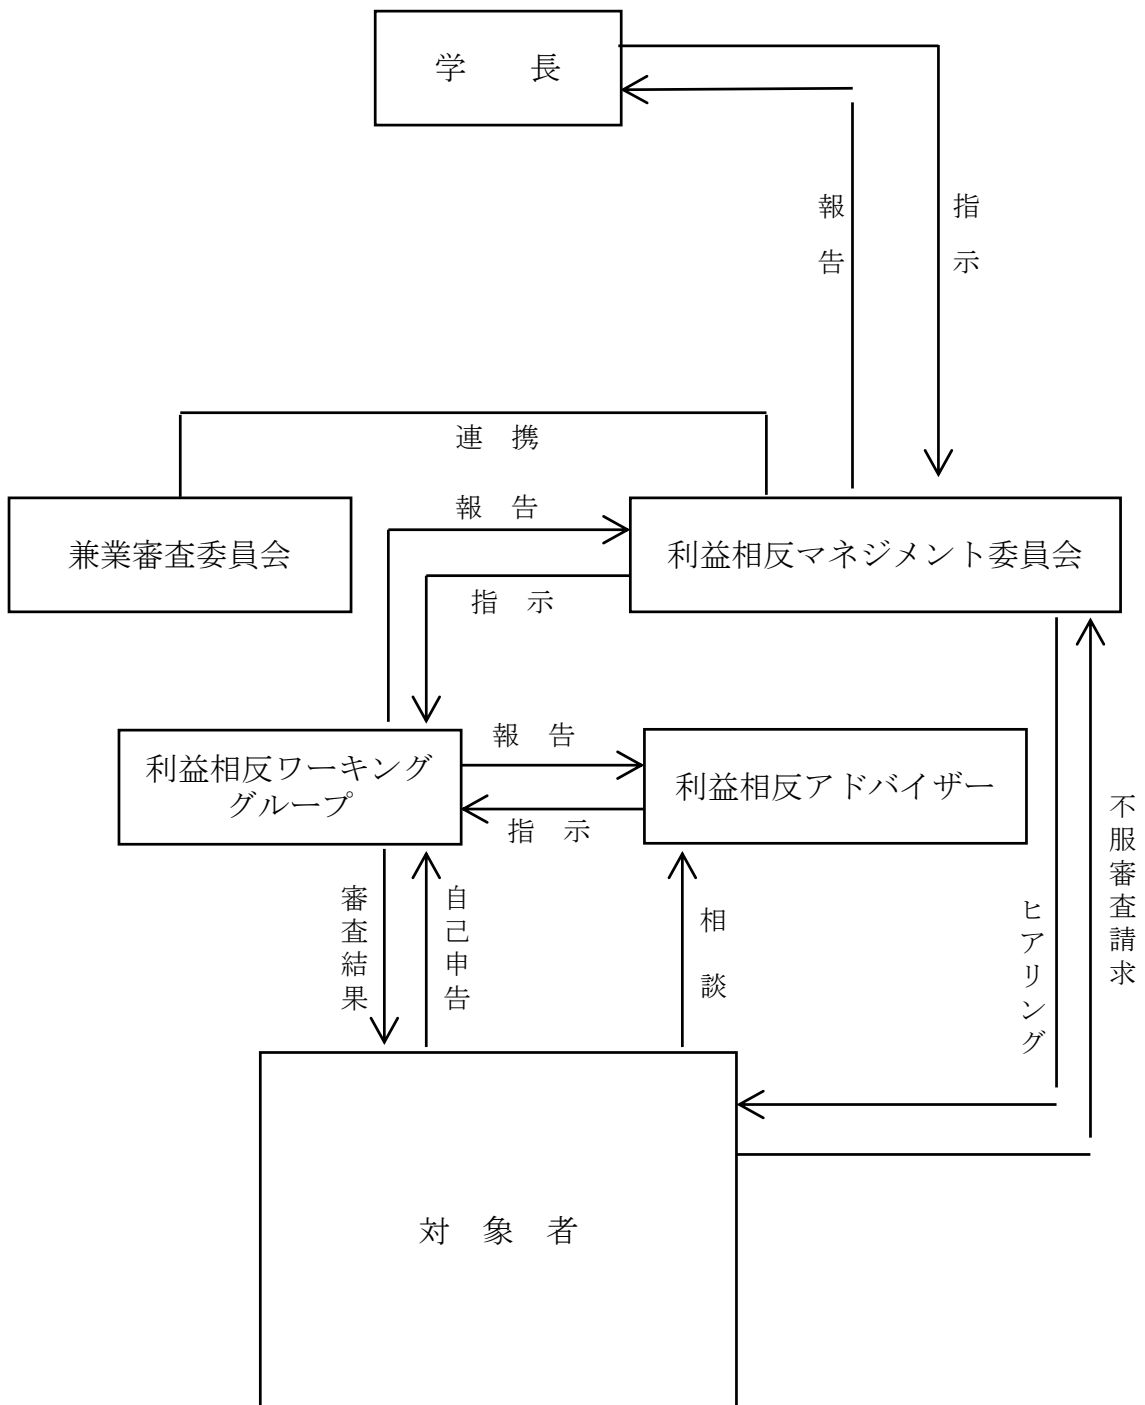 学　　長
報告
指示
連　携
報　告
兼業審査委員会
利益相反マネジメント委員会
指　示
報　告
利益相反ワーキング
グループ
利益相反アドバイザー
指　示
不服審査請求
審査結果
自己申告
相談
ヒアリング
対　象　者